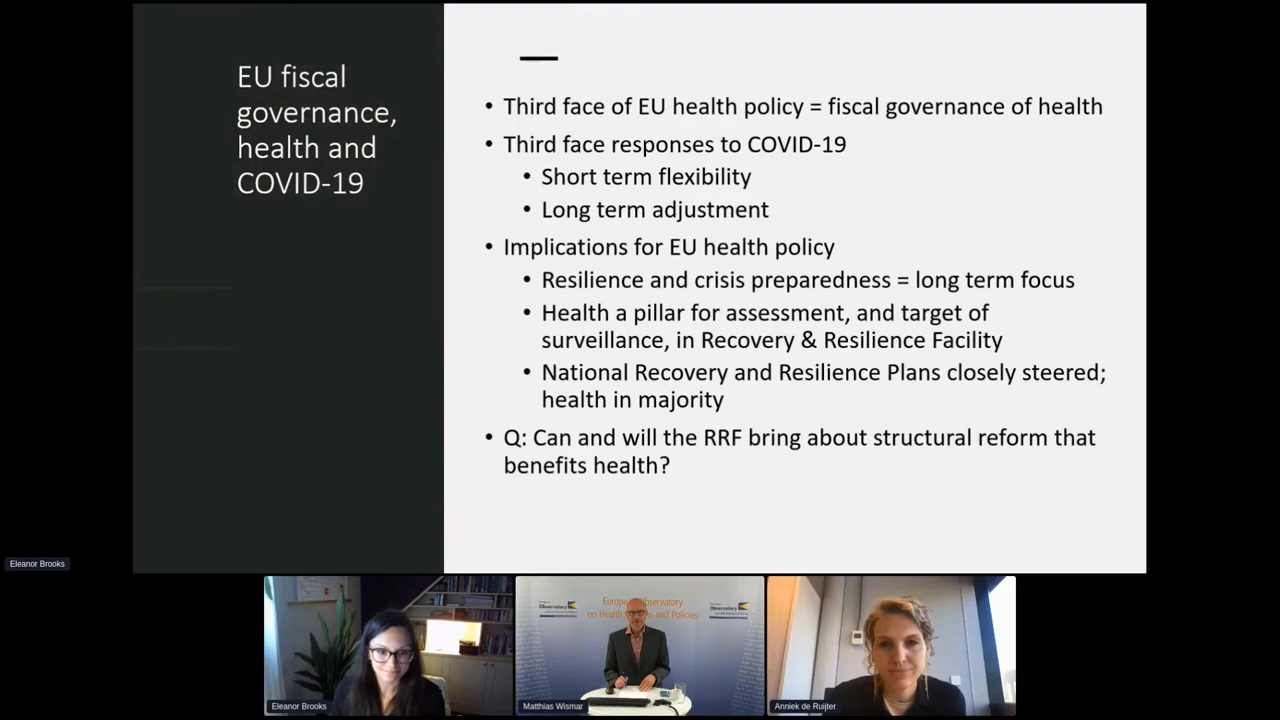 EU fiscal
governance,
health and
COVID-19
• Third face of EU health policy = fiscal governance of health
• Third face responses to COVID-19
• Short term flexibility
• Long term adjustment
• Implications for EU health policy
• Resilience and crisis preparedness = long term focus
• Health a pillar for assessment, and target of
surveillance, in Recovery & Resilience Facility
• National Recovery and Resilience Plans closely steered;
health in majority
• Q: Can and will the RRF bring about structural reform that
benefits health?
Eleanor Brooks
Eleanor Brooks
European Observatory
on Health Systems and Policies
Observatory
Observatory
Matthias Wismar
Anniek de Ruijter